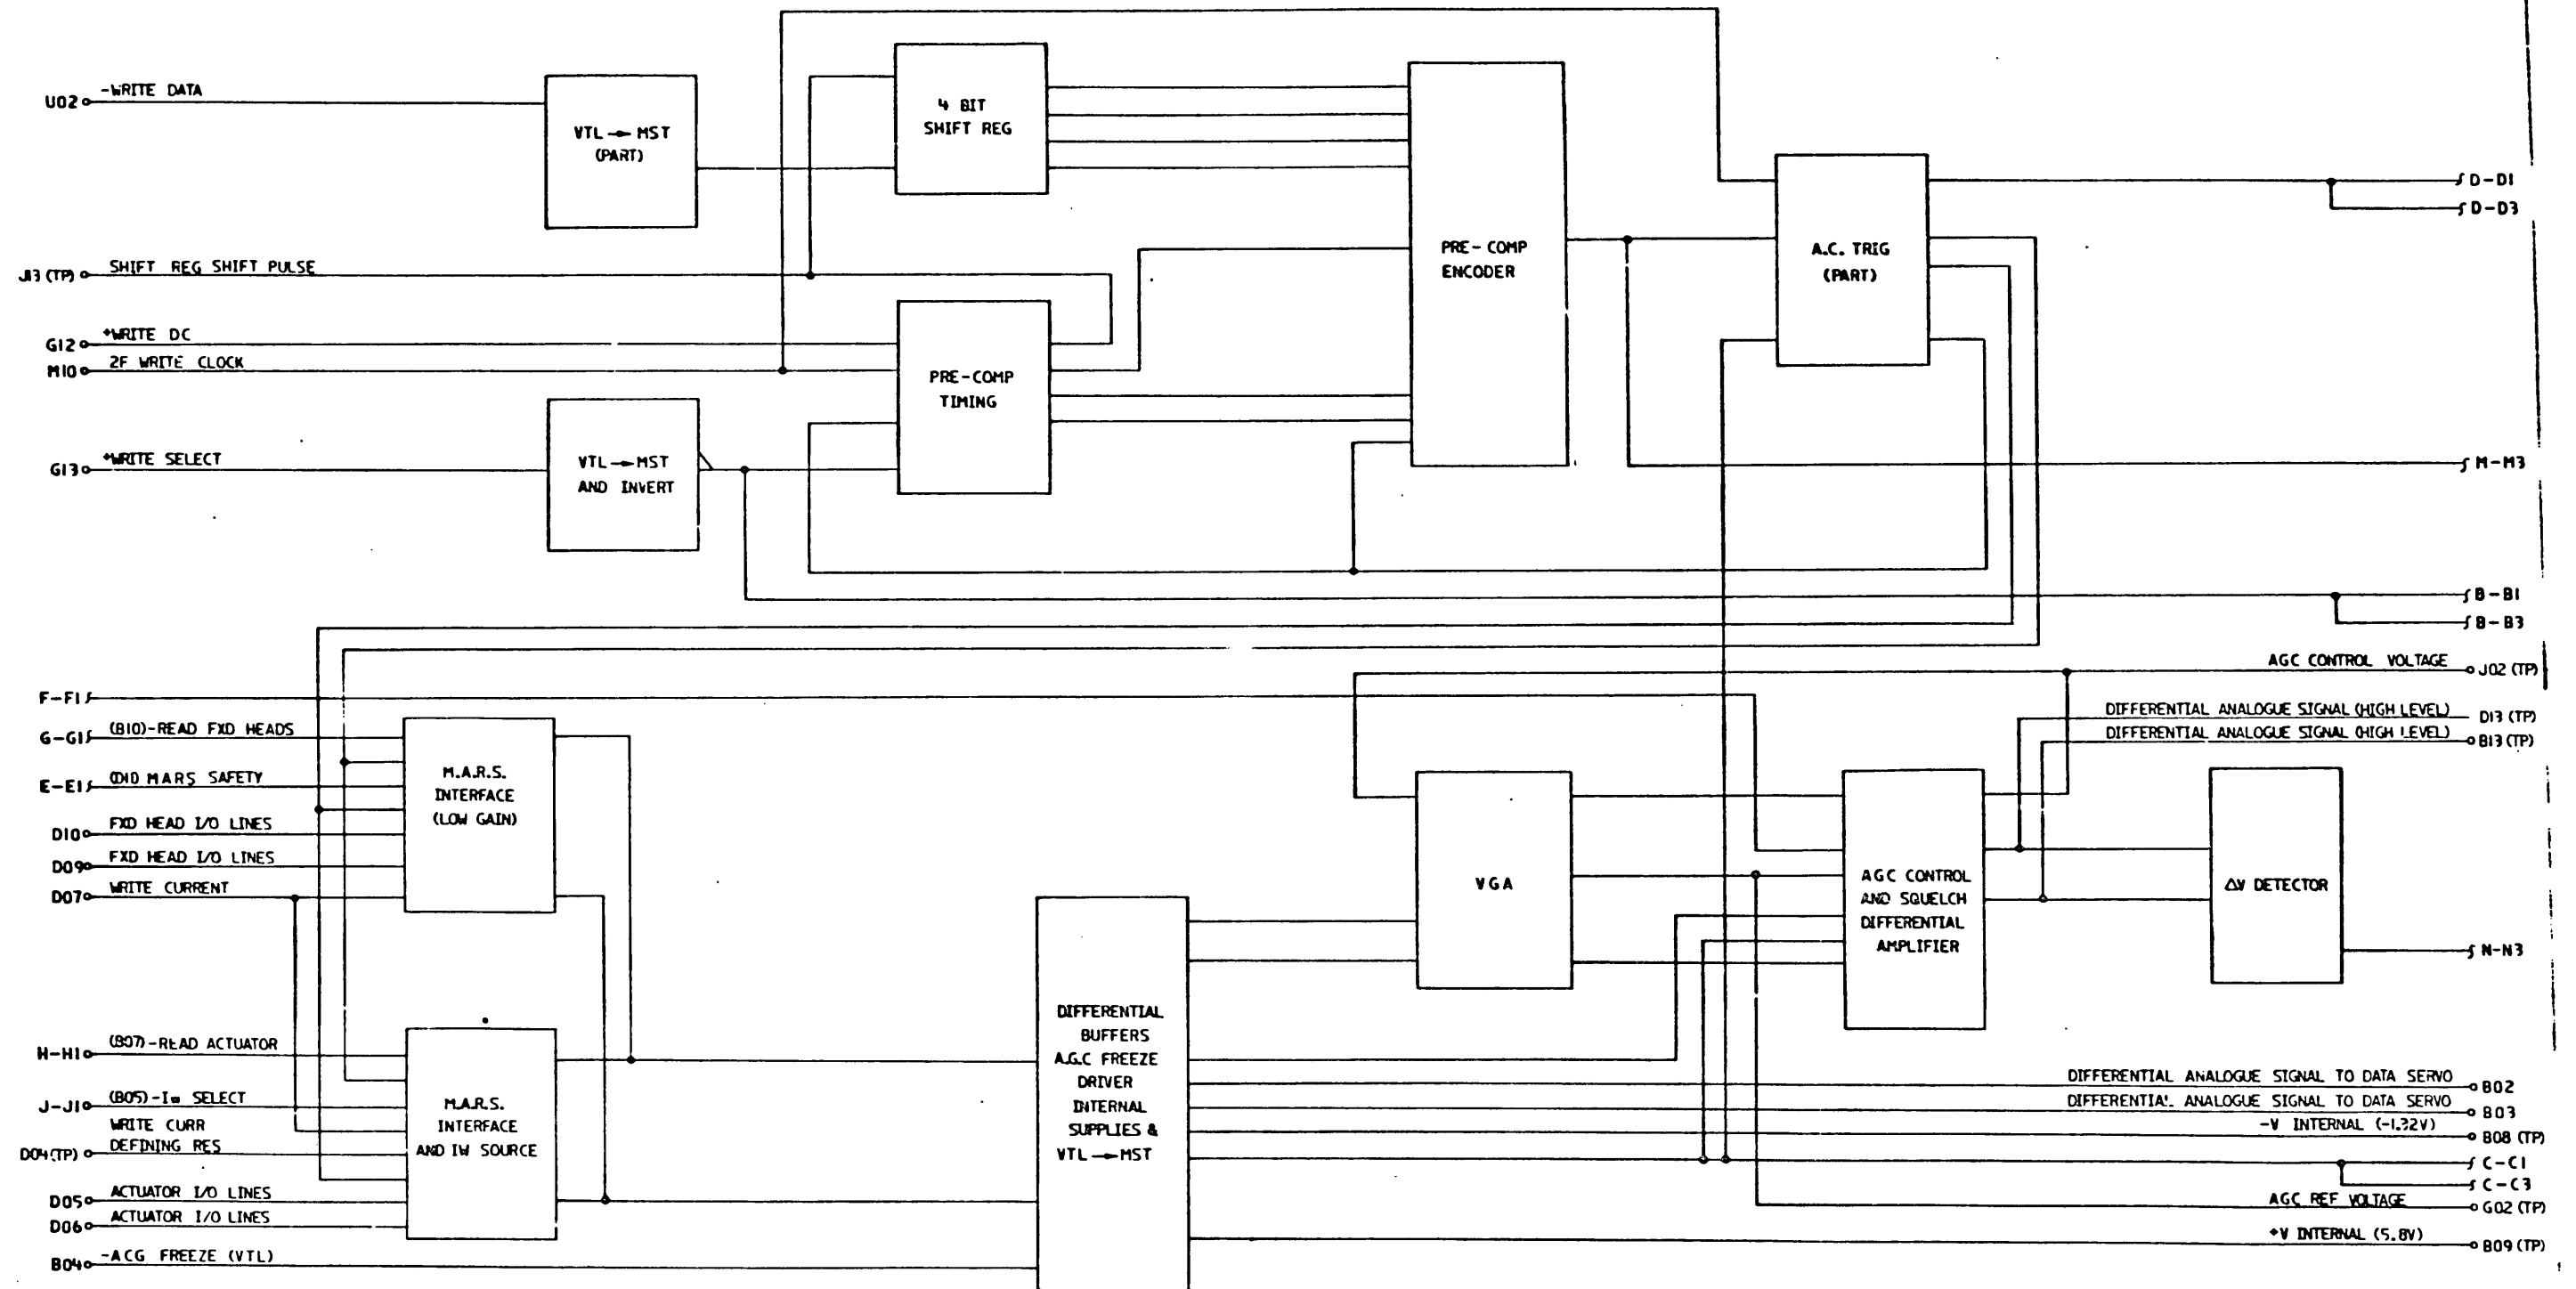 U02 -WRITE DATA
VTL → MST
(PART)
4 BIT
SHIFT REG
PRE-COMP
ENCODER
A.C. TRIG
(PART)
D-D1
D-D3
J13 (TP) SHIFT REG SHIFT PULSE
G12 +WRITE DC
M10 2F WRITE CLOCK
PRE-COMP
TIMING
G13 +WRITE SELECT
VTL → MST
AND INVERT
M-M3
B-B1
B-B3
AGC CONTROL VOLTAGE J02 (TP)
DIFFERENTIAL ANALOGUE SIGNAL (HIGH LEVEL) D13 (TP)
DIFFERENTIAL ANALOGUE SIGNAL (HIGH LEVEL) B13 (TP)
F-F1
G-G1 (B10)-READ FXD HEADS
E-E1 MARS SAFETY
D10 FXD HEAD I/O LINES
D09 FXD HEAD I/O LINES
D07 WRITE CURRENT
M.A.R.S.
INTERFACE
(LOW GAIN)
VGA
AGC CONTROL
AND SQUELCH
DIFFERENTIAL
AMPLIFIER
ΔV DETECTOR
N-N3
H-H1 (B07)-READ ACTUATOR
J-J1 (B05)-Iw SELECT
WRITE CURR
D04 (TP) DEFINING RES
D05 ACTUATOR I/O LINES
D06 ACTUATOR I/O LINES
B04 -ACG FREEZE (VTL)
M.A.R.S.
INTERFACE
AND IW SOURCE
DIFFERENTIAL
BUFFERS
A.G.C FREEZE
DRIVER
INTERNAL
SUPPLIES &
VTL → MST
DIFFERENTIAL ANALOGUE SIGNAL TO DATA SERVO B02
DIFFERENTIAL ANALOGUE SIGNAL TO DATA SERVO B03
-V INTERNAL (-1.32V) B08 (TP)
C-C1
C-C3
AGC REF VOLTAGE G02 (TP)
+V INTERNAL (5.8V) B09 (TP)